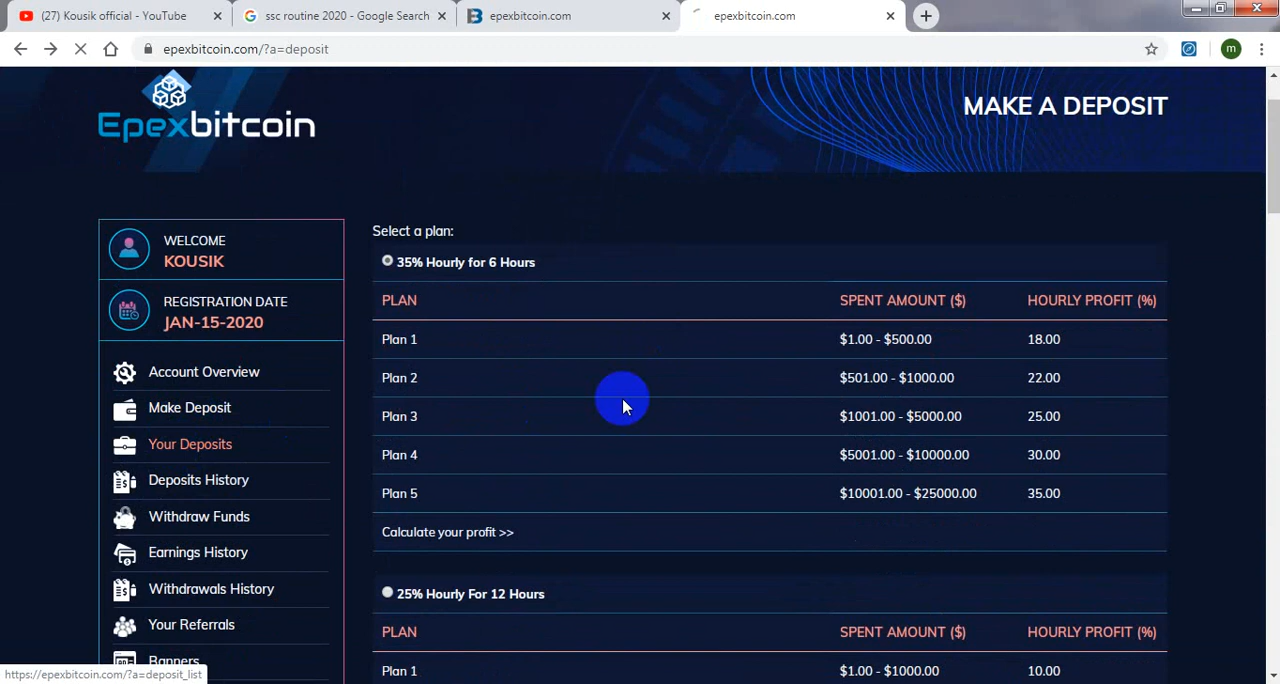 (27) Kousik official - YouTube
ssc routine 2020 - Google Search
epexbitcoin.com
epexbitcoin.com
epexbitcoin.com/?a=deposit
m
Epexbitcoin
MAKE A DEPOSIT
WELCOME
KOUSIK
REGISTRATION DATE
JAN-15-2020
Account Overview
Make Deposit
Your Deposits
Deposits History
Withdraw Funds
Earnings History
Withdrawals History
Your Referrals
Banners
Select a plan:
35% Hourly for 6 Hours
PLAN SPENT AMOUNT ($) HOURLY PROFIT (%)
Plan 1 $1.00 - $500.00 18.00
Plan 2 $501.00 - $1000.00 22.00
Plan 3 $1001.00 - $5000.00 25.00
Plan 4 $5001.00 - $10000.00 30.00
Plan 5 $10001.00 - $25000.00 35.00
Calculate your profit >>
25% Hourly For 12 Hours
PLAN SPENT AMOUNT ($) HOURLY PROFIT (%)
Plan 1 $1.00 - $1000.00 10.00
https://epexbitcoin.com/?a=deposit_list